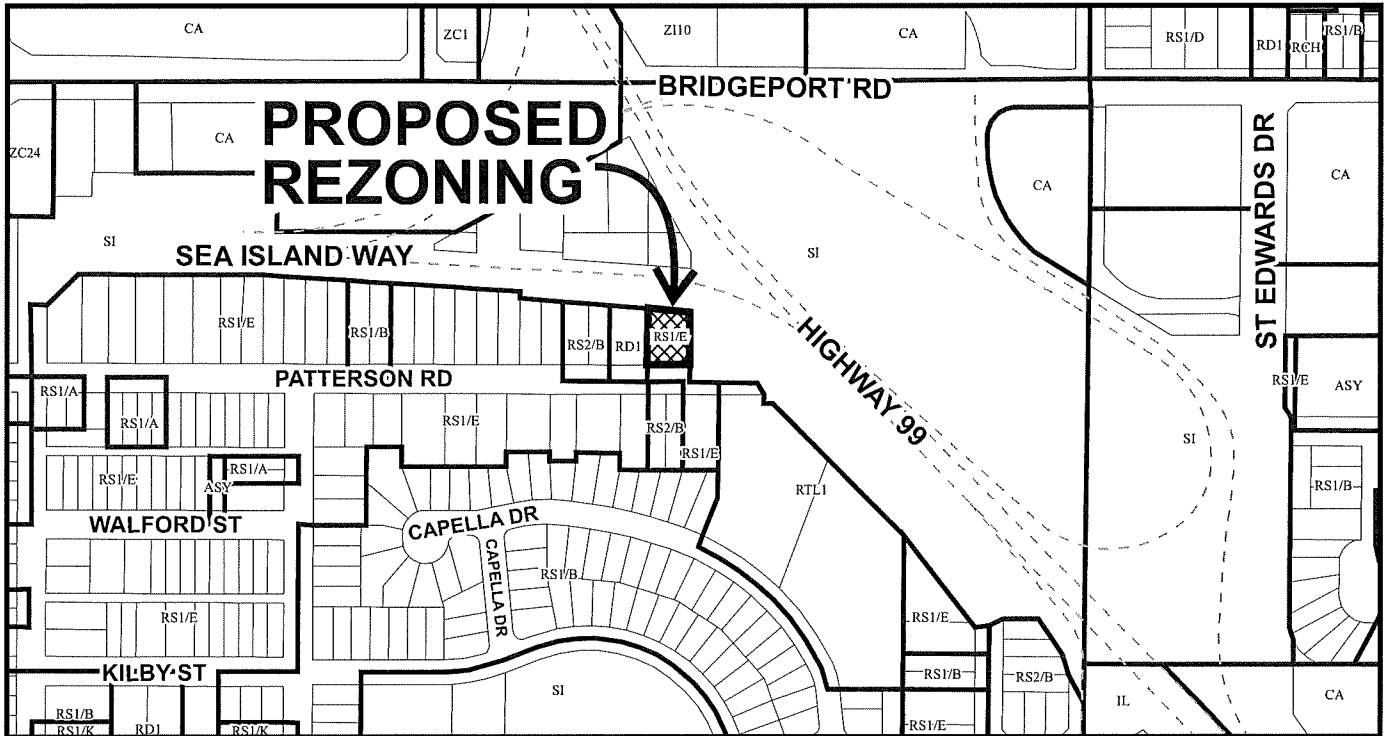 CA
ZC1
ZI10
CA
RS1/D
RD1
RCH
RS1/B
BRIDGEPORT RD
PROPOSED
REZONING
ZC24
CA
CA
CA
ST EDWARDS DR
SI
SEA ISLAND WAY
SI
RS1/E
RS1/B
RS2/B
RD1
RS1/E
HIGHWAY 99
PATTERSON RD
RS1/E
ASY
RS1/A
RS1/A
RS1/E
RS2/B
RS1/E
SI
RS1/E
RS1/A
ASY
RTL1
RS1/B
WALFORD ST
CAPELLA DR
CAPELLA DR
RS1/B
RS1/E
RS1/E
KILBY ST
RS1/B
RS2/B
SI
IL
CA
RS1/B
RS1/K
RD1
RS1/K
RS1/E